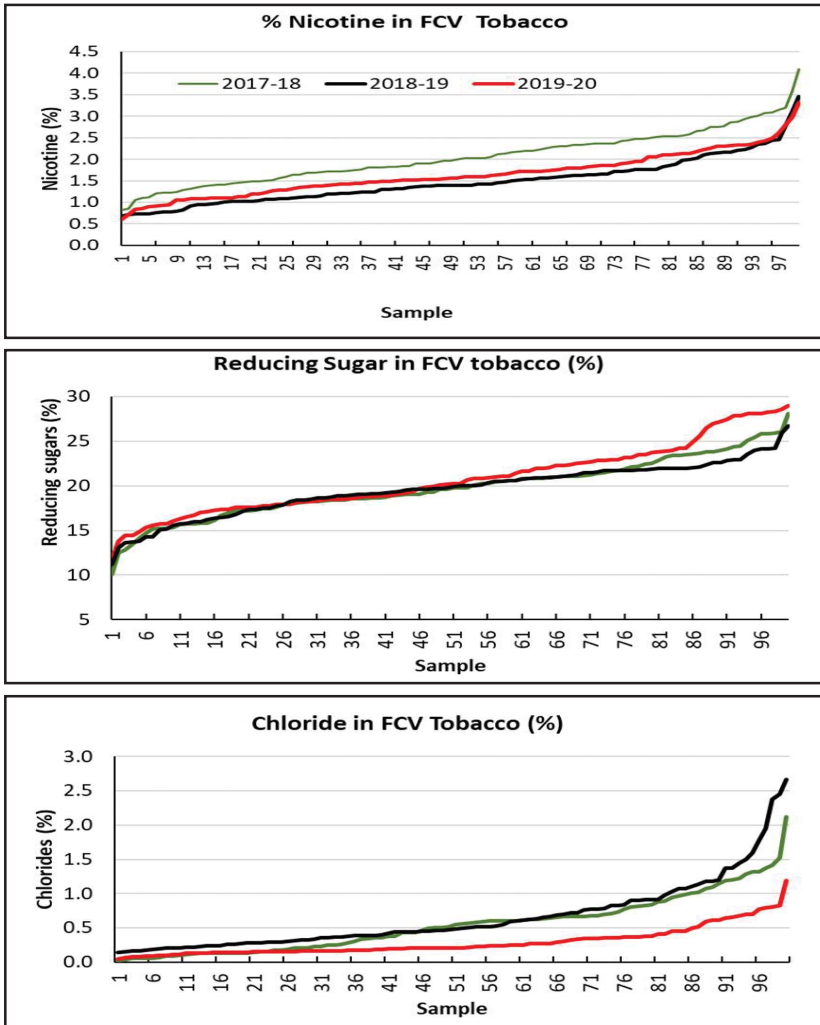 % Nicotine in FCV Tobacco
4.5
4.0
3.5
3.0
2.5
2.0
1.5
1.0
0.5
0.0
Nicotine (%)
2017-18 2018-19 2019-20
1 5 9 13 17 21 25 29 33 37 41 45 49 53 57 61 65 69 73 77 81 85 89 93 97
Sample
Reducing Sugar in FCV tobacco (%)
30
25
20
15
10
5
Reducing sugars (%)
1 6 11 16 21 26 31 36 41 46 51 56 61 66 71 76 81 86 91 96
Sample
Chloride in FCV Tobacco (%)
3.0
2.5
2.0
1.5
1.0
0.5
0.0
Chlorides (%)
1 6 11 16 21 26 31 36 41 46 51 56 61 66 71 76 81 86 91 96
Sample